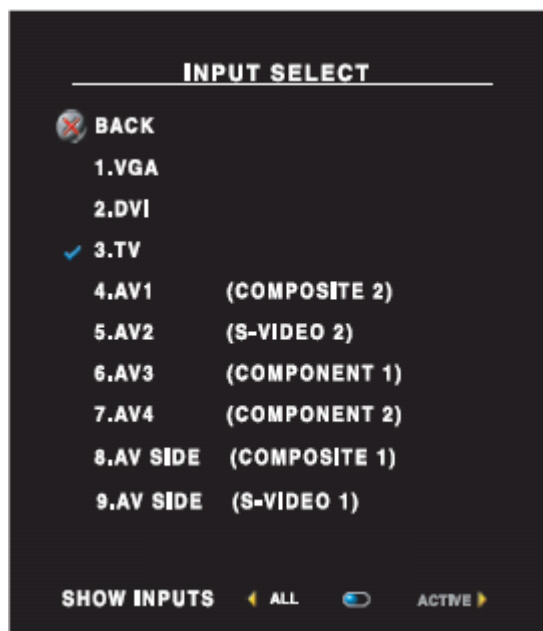 INPUT SELECT
BACK
1.VGA
2.DVI
3.TV
4.AV1 (COMPOSITE 2)
5.AV2 (S-VIDEO 2)
6.AV3 (COMPONENT 1)
7.AV4 (COMPONENT 2)
8.AV SIDE (COMPOSITE 1)
9.AV SIDE (S-VIDEO 1)
SHOW INPUTS ALL ACTIVE